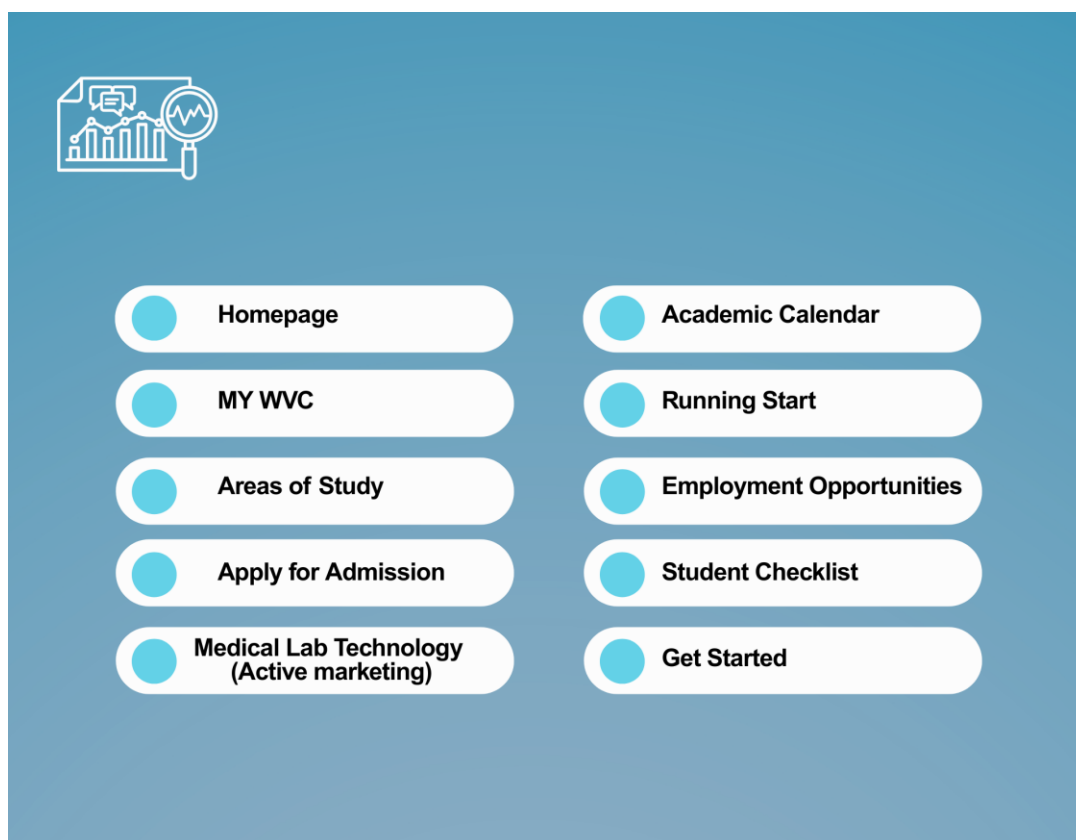 Homepage
MY WVC
Areas of Study
Apply for Admission
Medical Lab Technology
(Active marketing)
Academic Calendar
Running Start
Employment Opportunities
Student Checklist
Get Started